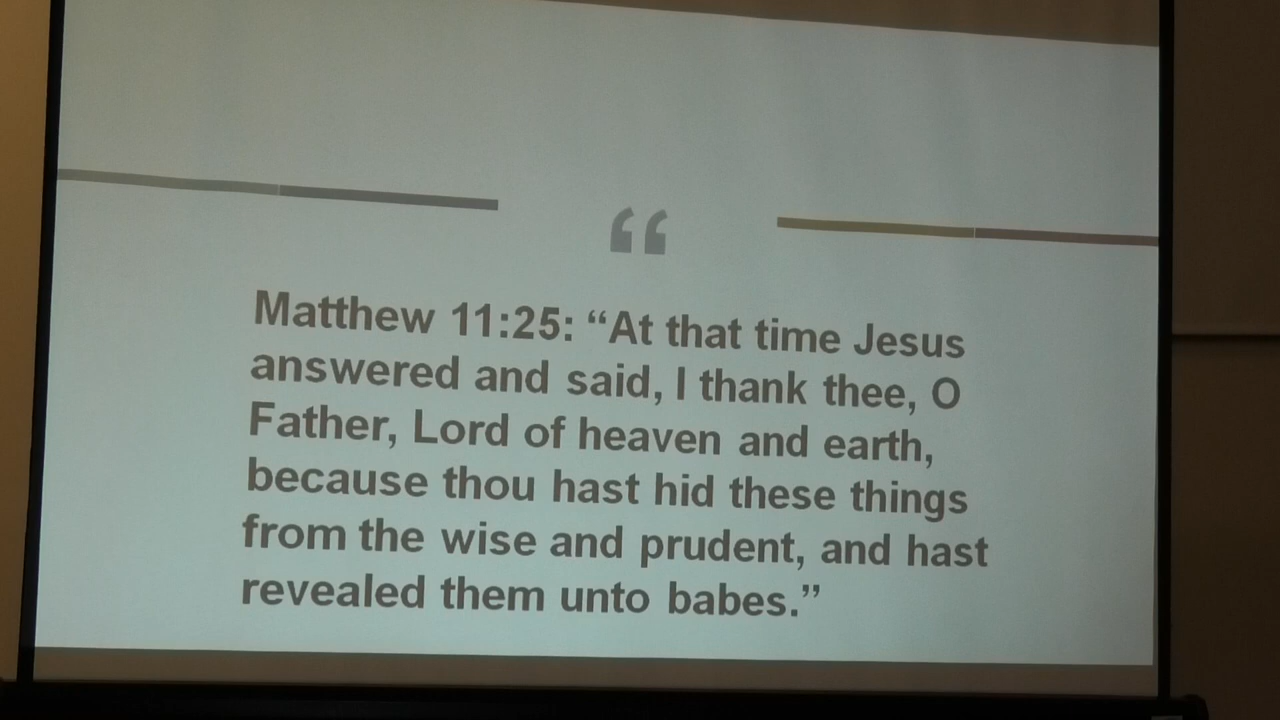 “
Matthew 11:25: “At that time Jesus
answered and said, I thank thee, O
Father, Lord of heaven and earth,
because thou hast hid these things
from the wise and prudent, and hast
revealed them unto babes.”